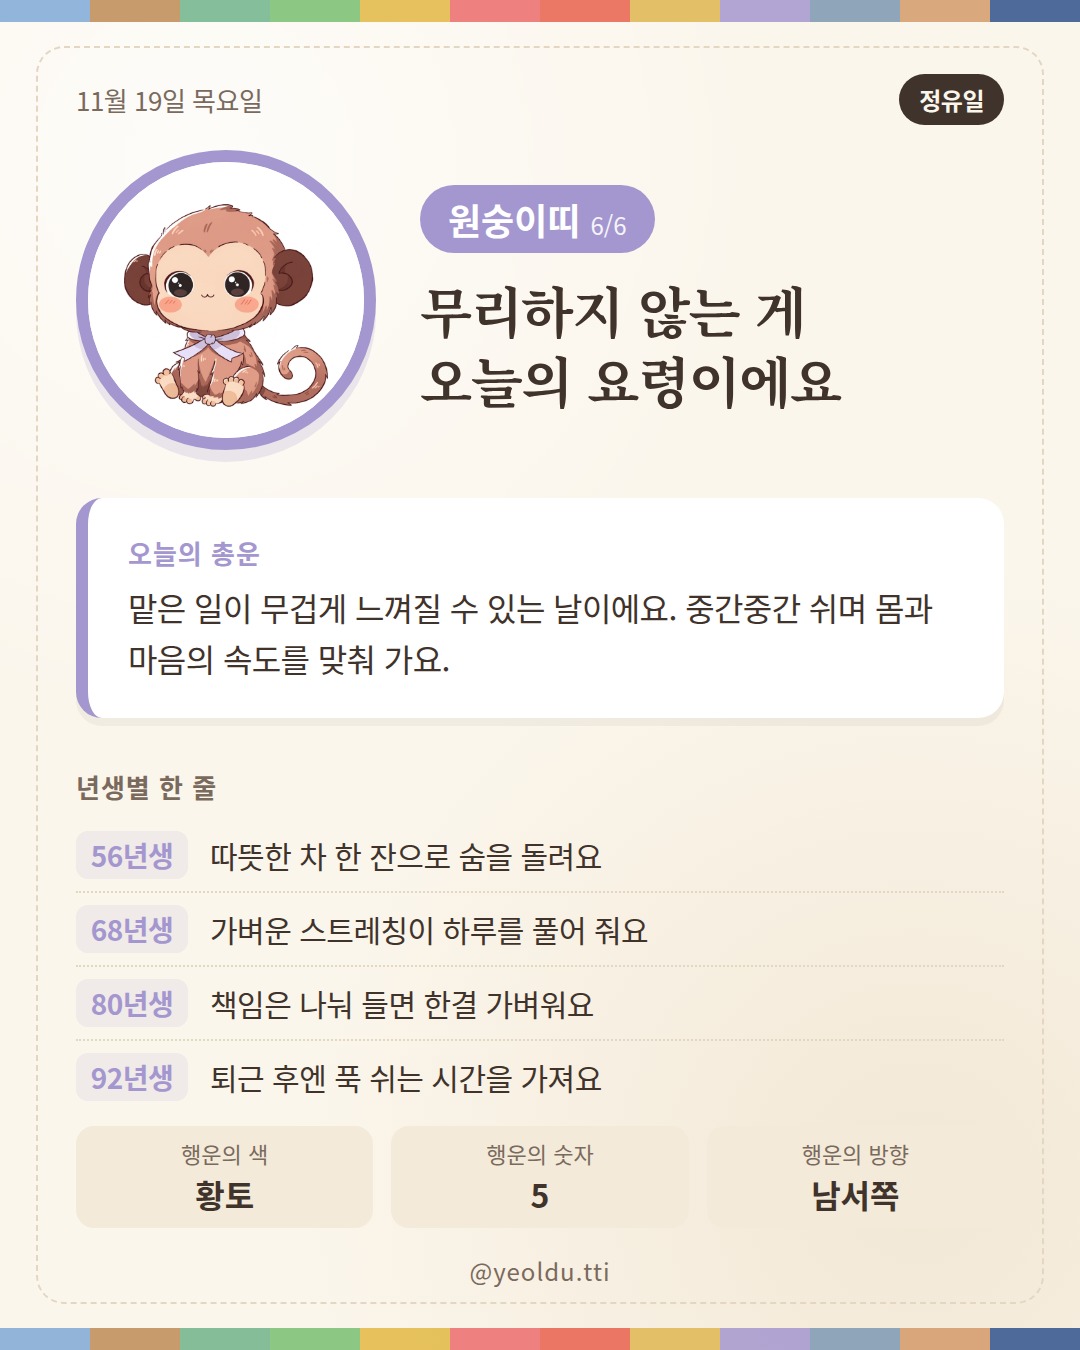 11월 19일 목요일
정유일
원숭이띠 6/6
무리하지 않는 게
오늘의 요령이에요
오늘의 총운
맡은 일이 무겁게 느껴질 수 있는 날이에요. 중간중간 쉬며 몸과
마음의 속도를 맞춰 가요.
년생별 한 줄
56년생 따뜻한 차 한 잔으로 숨을 돌려요
68년생 가벼운 스트레칭이 하루를 풀어 줘요
80년생 책임은 나눠 들면 한결 가벼워요
92년생 퇴근 후엔 푹 쉬는 시간을 가져요
행운의 색
황토
행운의 숫자
5
행운의 방향
남서쪽
@yeoldu.tti